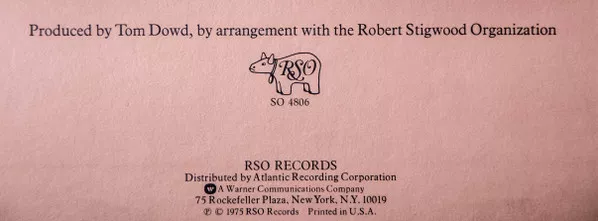 Produced by Tom Dowd, by arrangement with the Robert Stigwood Organization
RSO
SO 4806
RSO RECORDS
Distributed by Atlantic Recording Corporation
A Warner Communications Company
75 Rockefeller Plaza, New York, N.Y. 10019
℗ © 1975 RSO Records Printed in U.S.A.